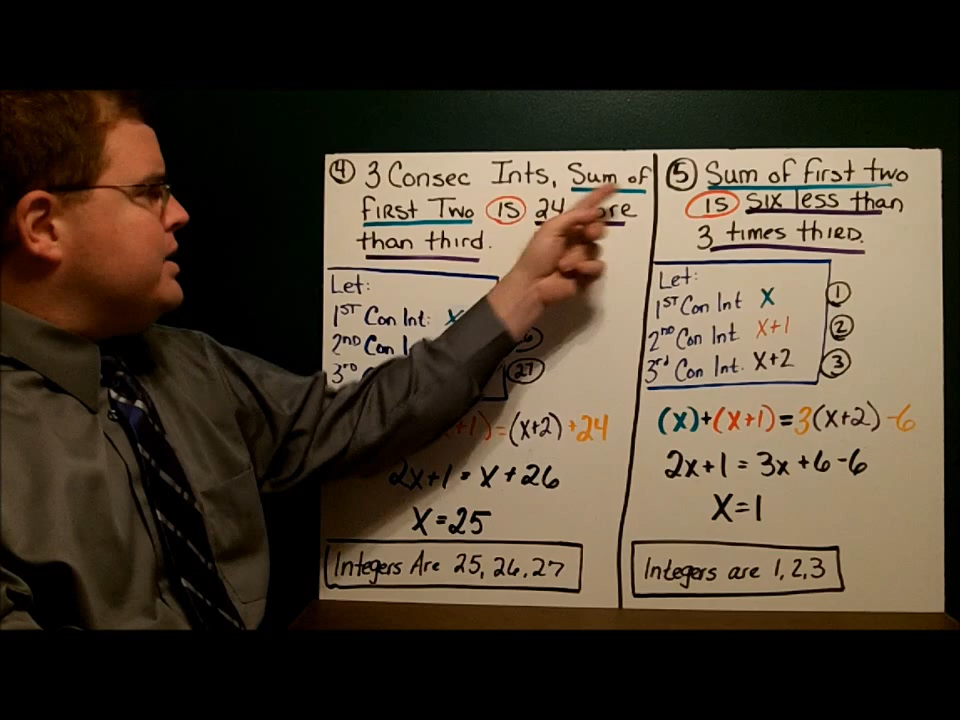 ④ 3 Consec Ints, Sum of
first Two is 24 more
than third.
Let:
1ST Con Int: X
2ND Con
3rd
27
+1)=(x+2)+24
2x+1=x+26
X=25
Integers Are 25, 26, 27
⑤ Sum of first two
is six less than
3 times third.
Let:
1ST Con Int X
2nd Con Int X+1
3rd Con Int. X+2
①
②
③
(x)+(x+1)=3(x+2)-6
2x+1=3x+6-6
X=1
Integers are 1,2,3